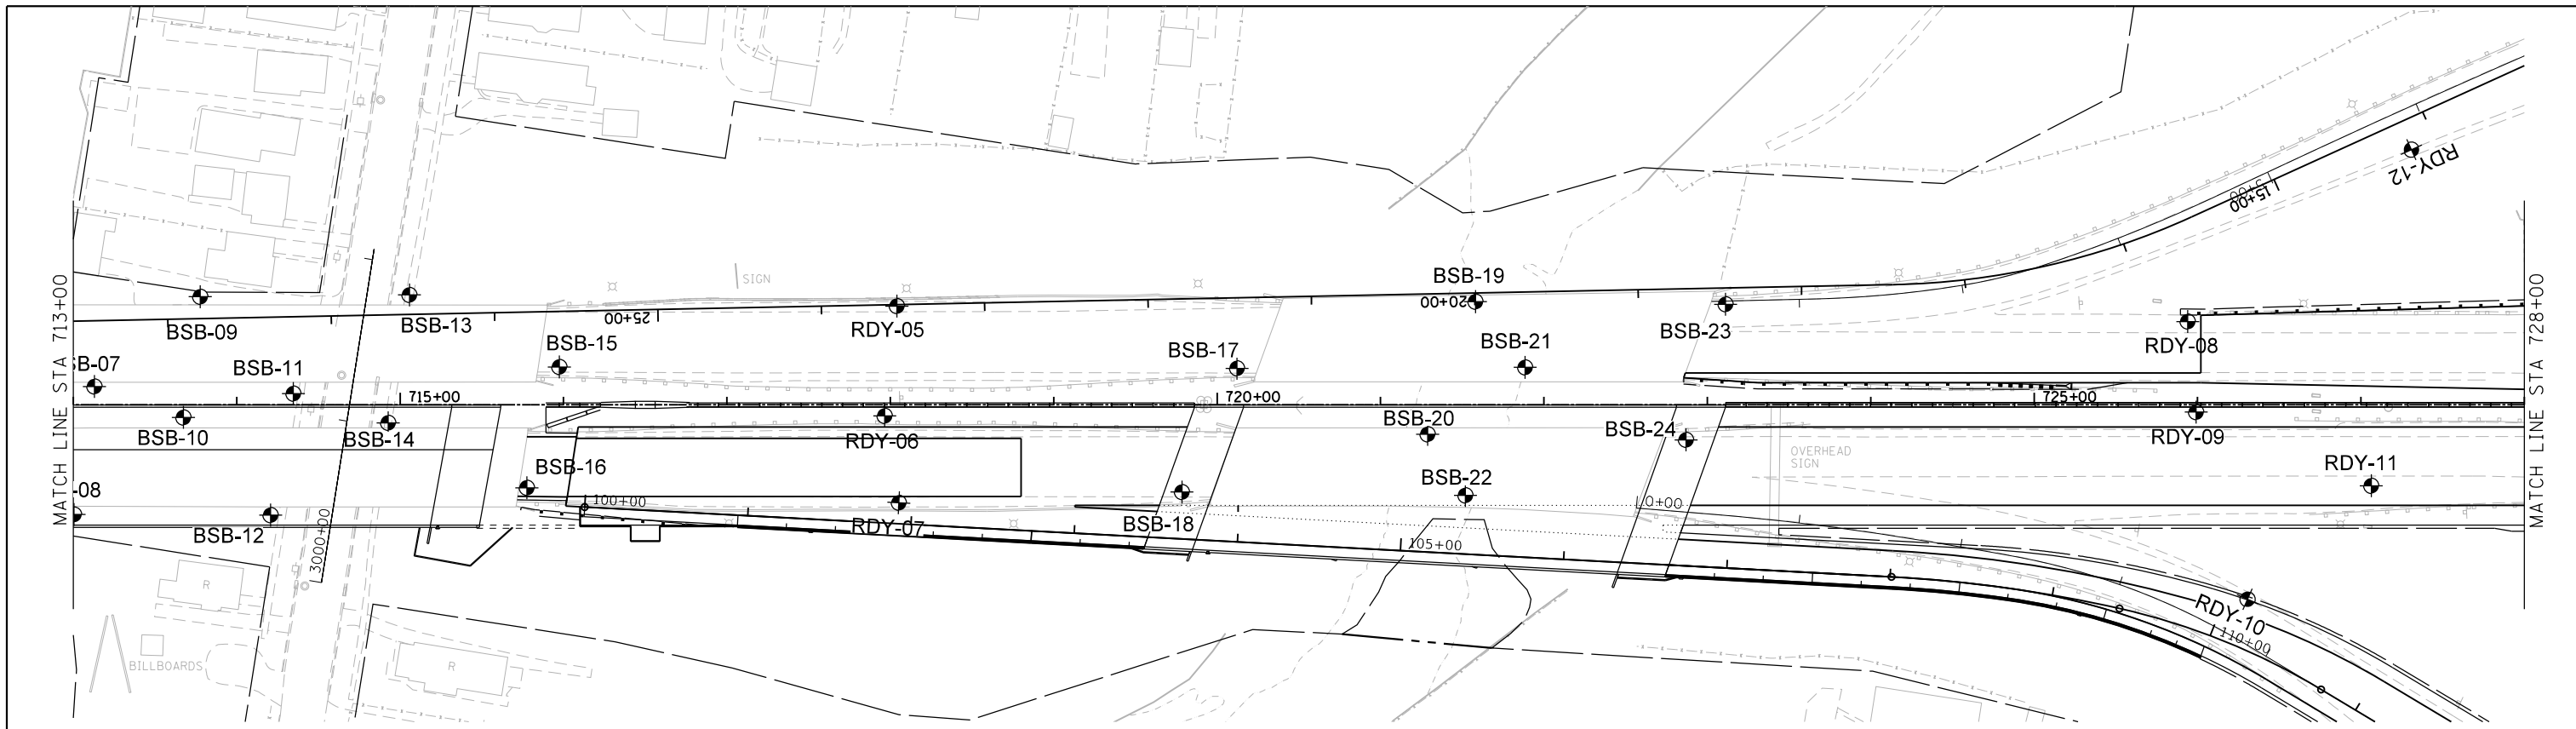 RDY-12
5+00
15+00
SIGN
BSB-19
20+00
MATCH LINE STA 713+00
MATCH LINE STA 728+00
BSB-09
BSB-13
25+00
RDY-05
BSB-23
RDY-08
BSB-15
BSB-17
BSB-21
SB-07
BSB-11
715+00
720+00
725+00
BSB-10
BSB-14
RDY-06
BSB-20
BSB-24
RDY-09
OVERHEAD
SIGN
RDY-11
BSB-16
BSB-22
-08
100+00
0+00
BSB-12
RDY-07
BSB-18
105+00
3000+00
R
RDY-10
110+00
BILLBOARDS
R